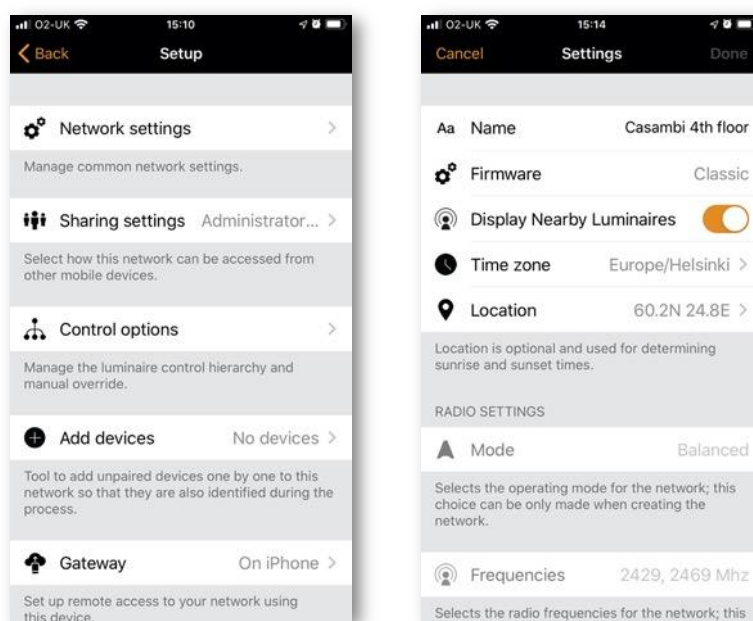 O2-UK 15:10
Back Setup
Network settings
Manage common network settings.
Sharing settings Administrator...
Select how this network can be accessed from
other mobile devices.
Control options
Manage the luminaire control hierarchy and
manual override.
Add devices No devices
Tool to add unpaired devices one by one to this
network so that they are also identified during the
process.
Gateway On iPhone
Set up remote access to your network using
this device.
O2-UK 15:14
Cancel Settings Done
Aa Name Casambi 4th floor
Firmware Classic
Display Nearby Luminaires
Time zone Europe/Helsinki
Location 60.2N 24.8E
Location is optional and used for determining
sunrise and sunset times.
RADIO SETTINGS
Mode Balanced
Selects the operating mode for the network; this
choice can be only made when creating the
network.
Frequencies 2429, 2469 Mhz
Selects the radio frequencies for the network; this